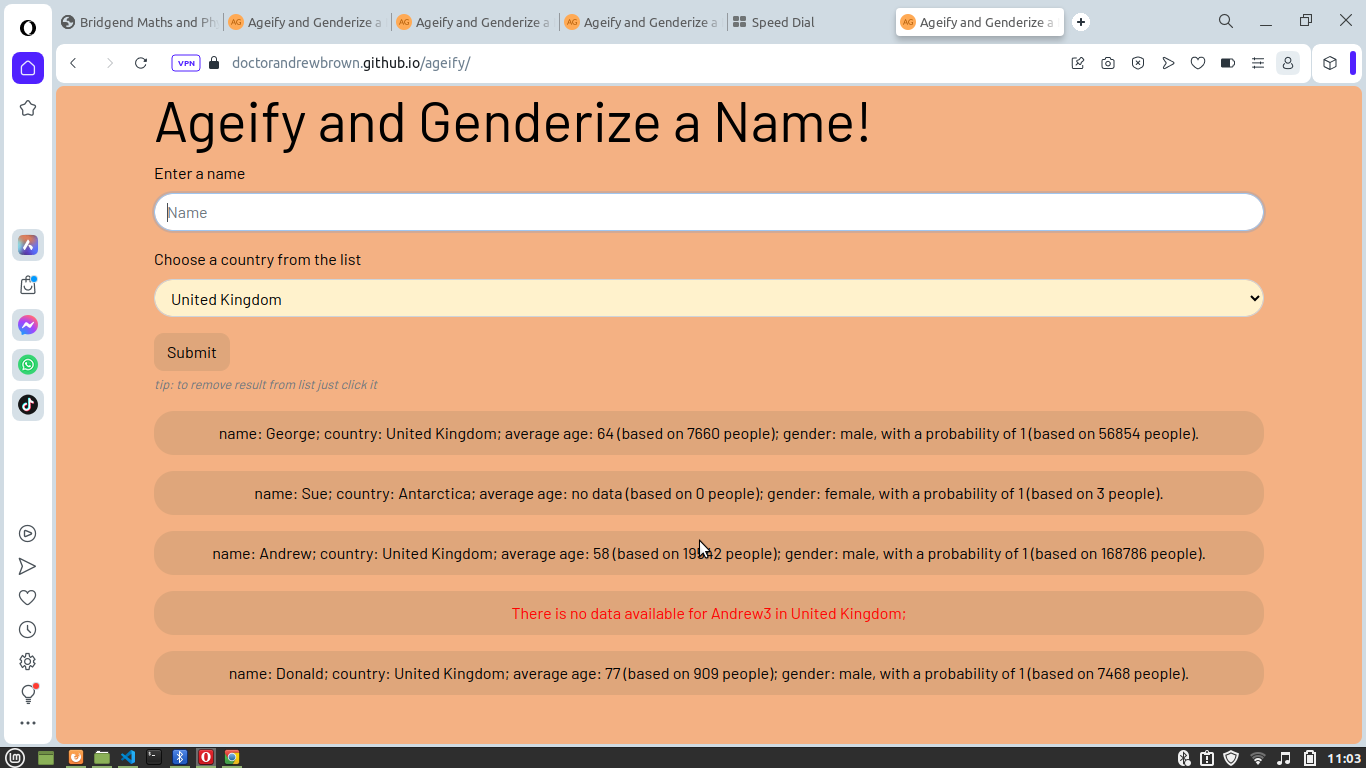 Bridgend Maths and Ph
Ageify and Genderize a
Ageify and Genderize a
Ageify and Genderize a
Speed Dial
Ageify and Genderize a
VPN
doctorandrewbrown.github.io/ageify/
Ageify and Genderize a Name!
Enter a name
Name
Choose a country from the list
United Kingdom
Submit
tip: to remove result from list just click it
name: George; country: United Kingdom; average age: 64 (based on 7660 people); gender: male, with a probability of 1 (based on 56854 people).
name: Sue; country: Antarctica; average age: no data (based on 0 people); gender: female, with a probability of 1 (based on 3 people).
name: Andrew; country: United Kingdom; average age: 58 (based on people); gender: male, with a probability of 1 (based on 168786 people).
There is no data available for Andrew3 in United Kingdom;
name: Donald; country: United Kingdom; average age: 77 (based on 909 people); gender: male, with a probability of 1 (based on 7468 people).
11:03